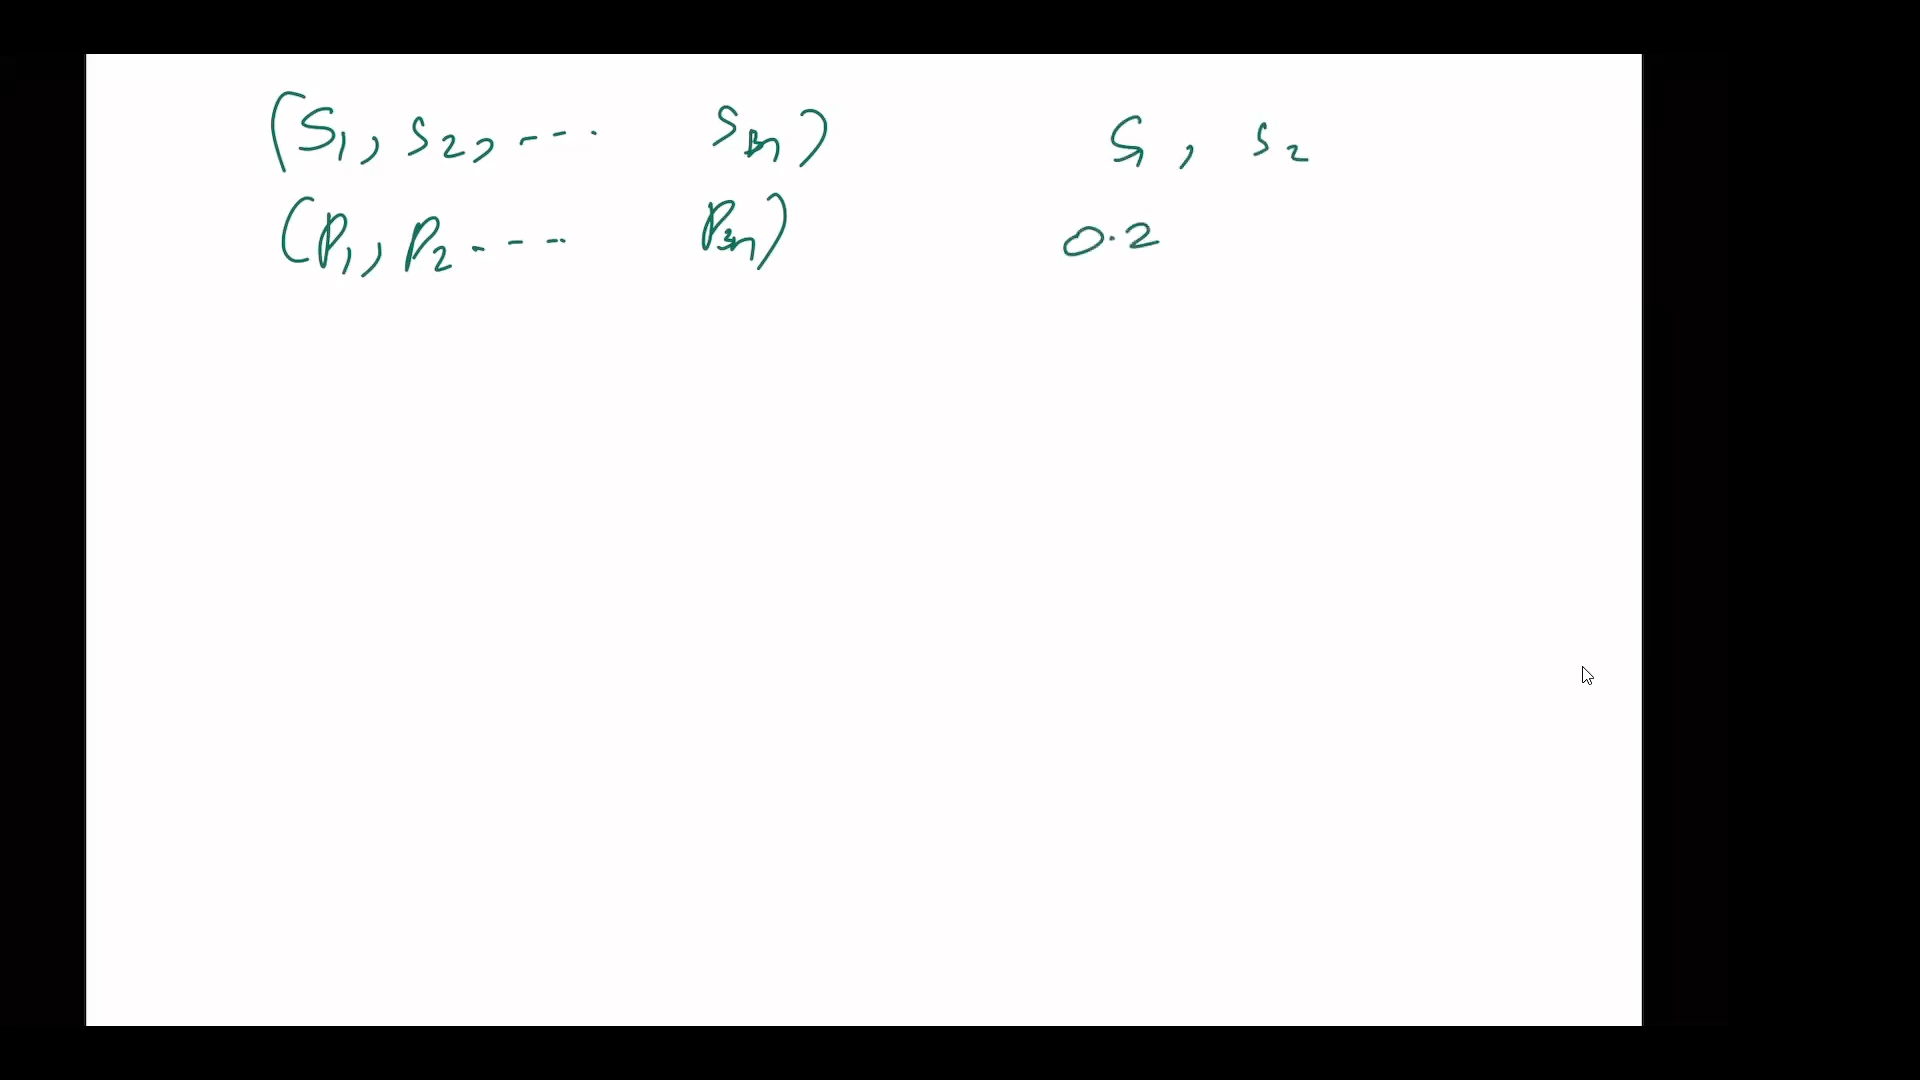 (S1, s2, ---· sn)
(P1, P2 ---- Pn)
S1, s2
0.2